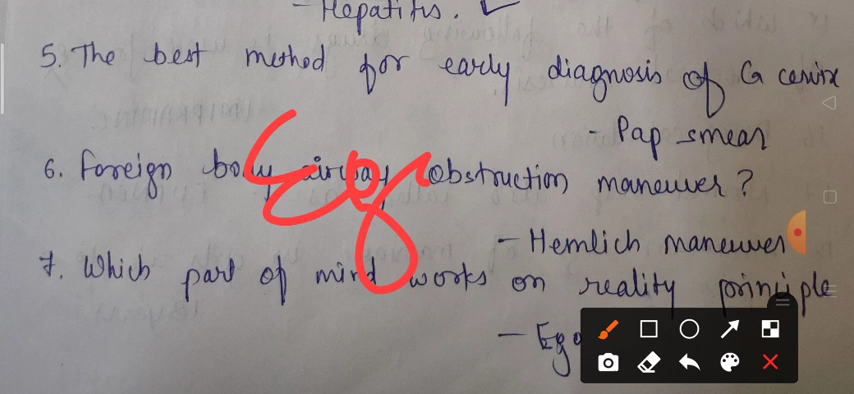 - Hepatitis.
5. The best method for early diagnosis of Ca cervix
- Pap smear
6. Foreign body airway obstruction maneuver?
Ego
- Hemlich maneuver
7. Which part of mind works on reality principle
- Ego